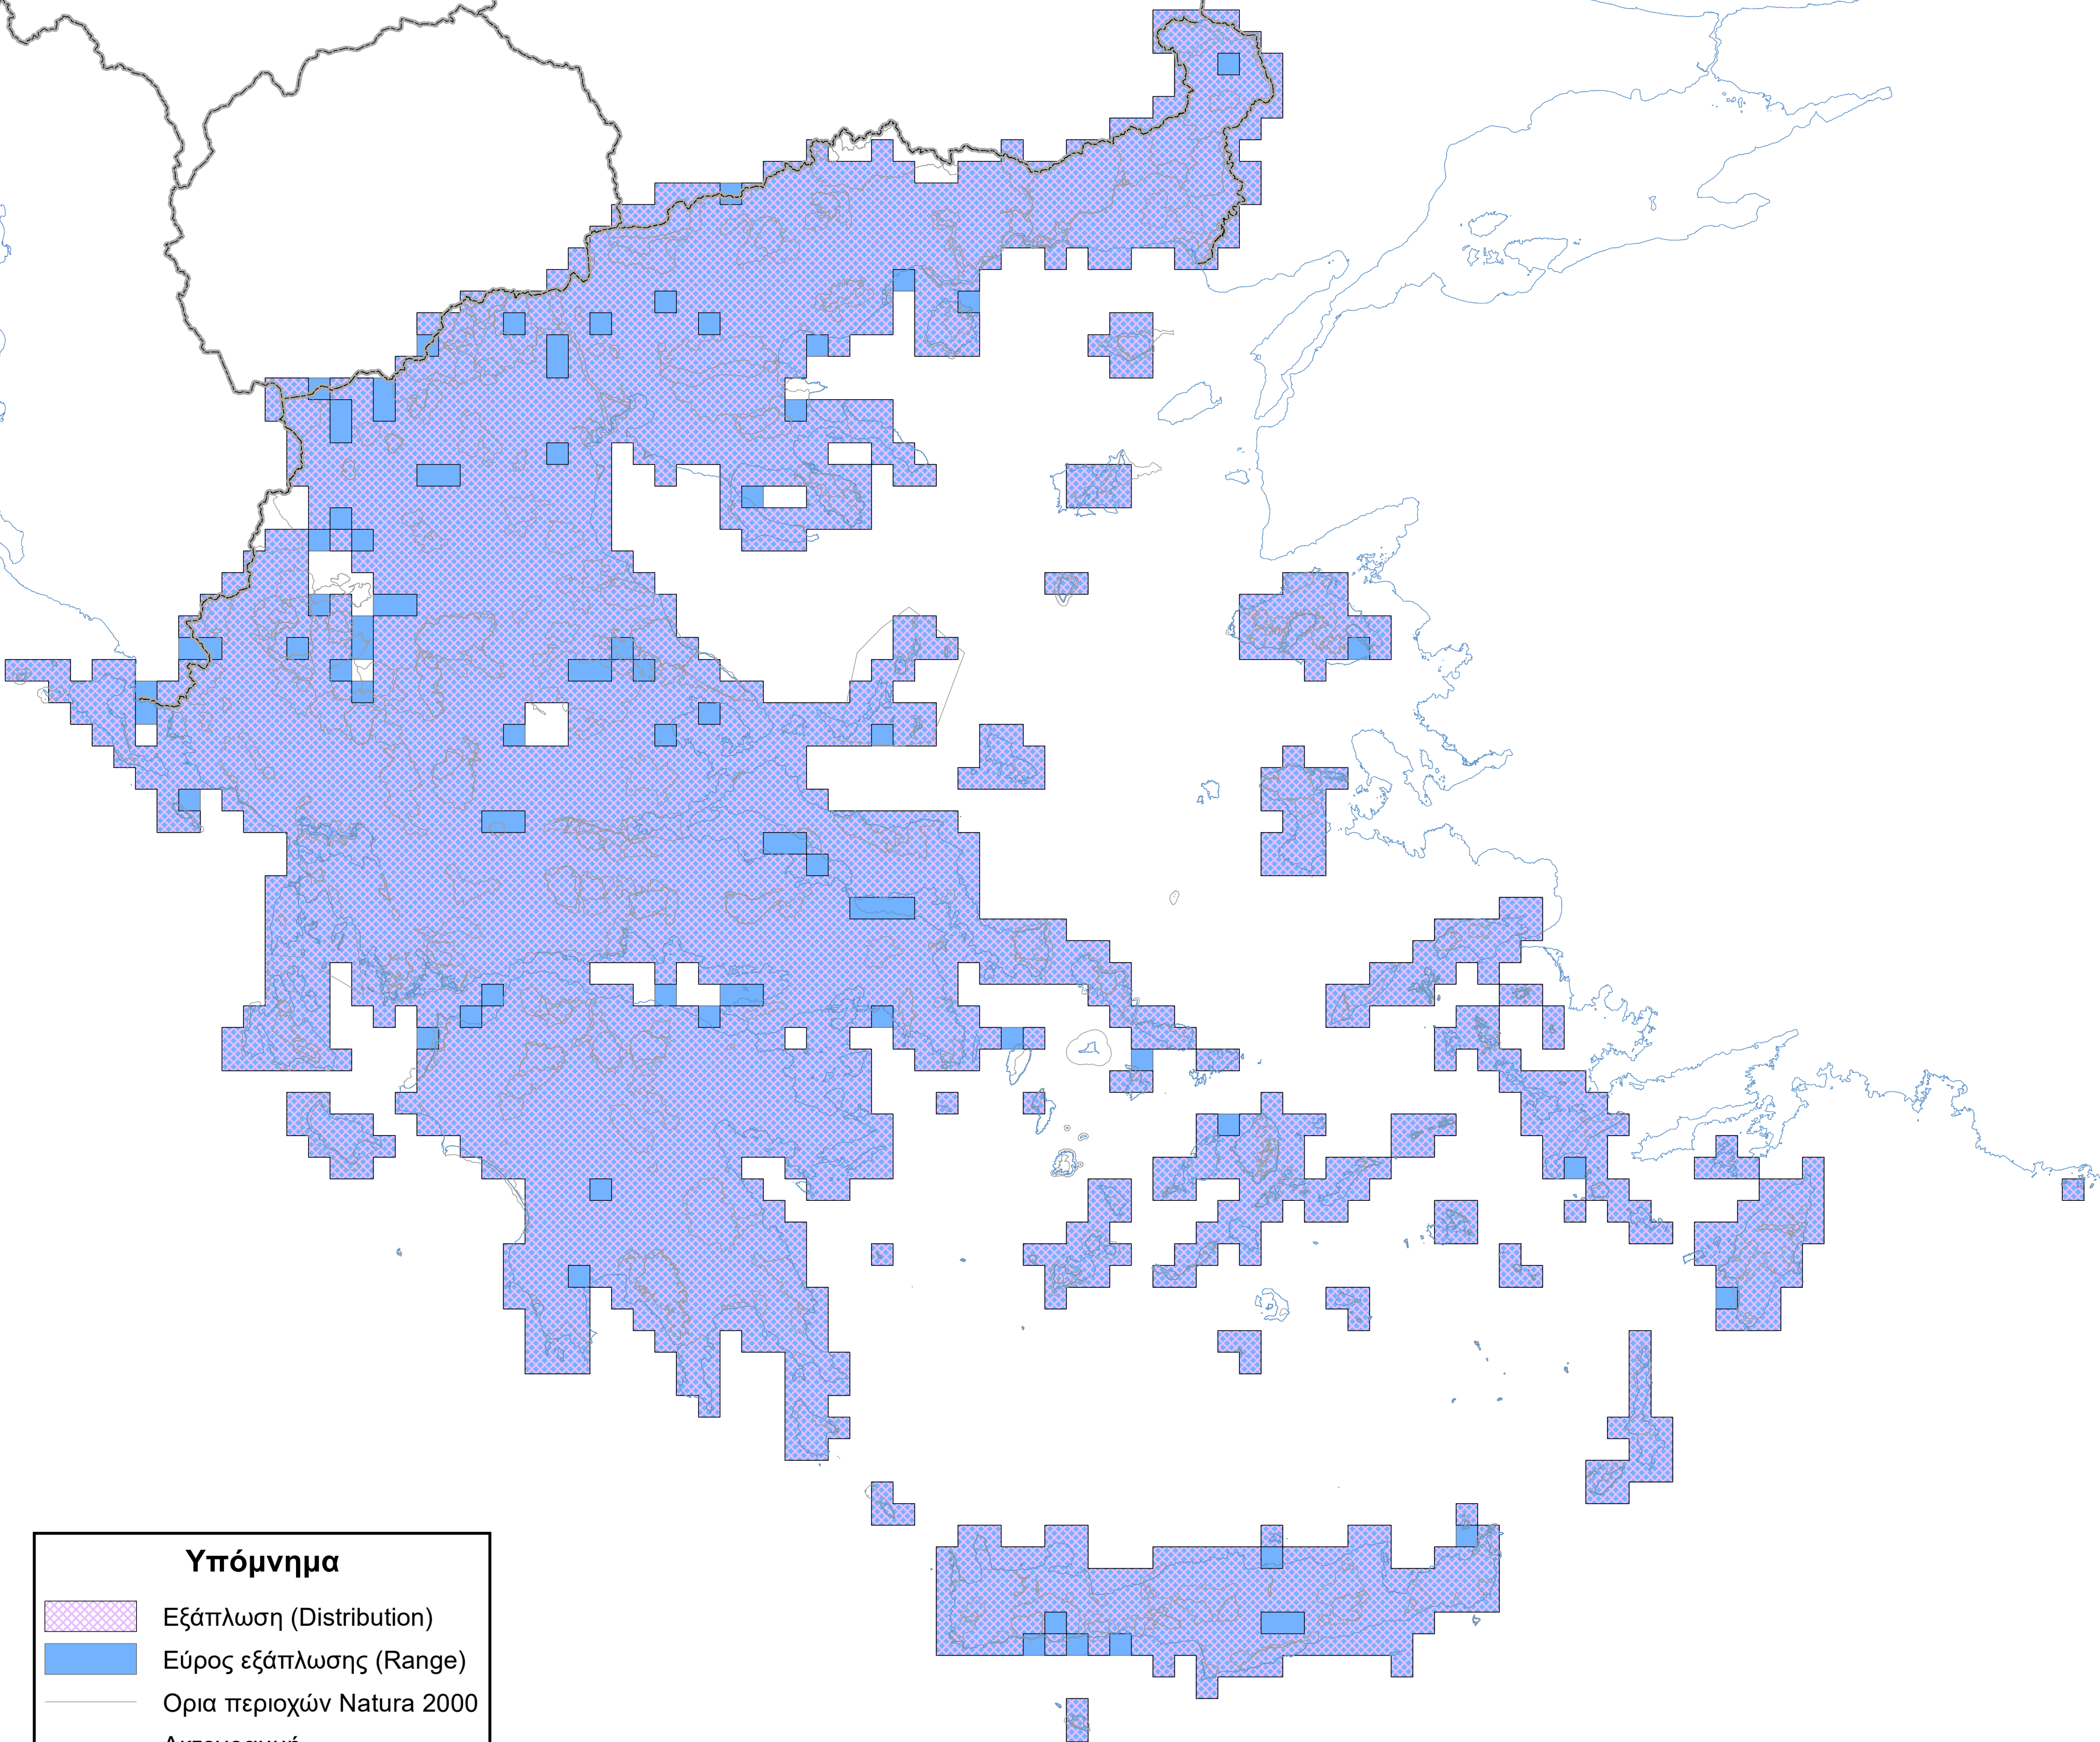 Υπόμνημα
Εξάπλωση (Distribution)
Εύρος εξάπλωσης (Range)
Ορια περιοχών Natura 2000